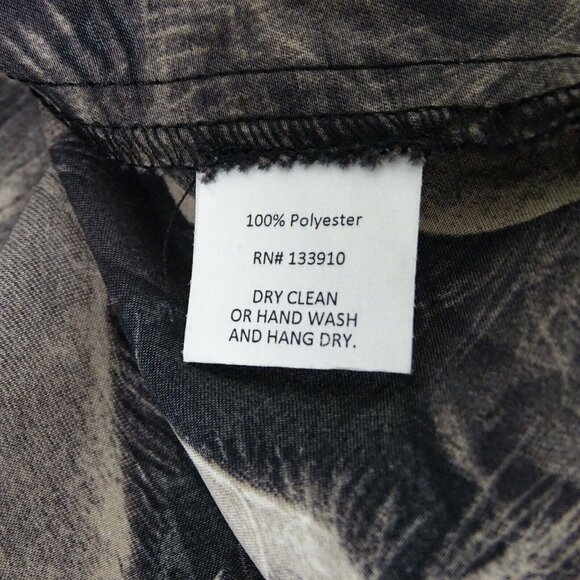 100% Polyester
RN# 133910
DRY CLEAN
OR HAND WASH
AND HANG DRY.